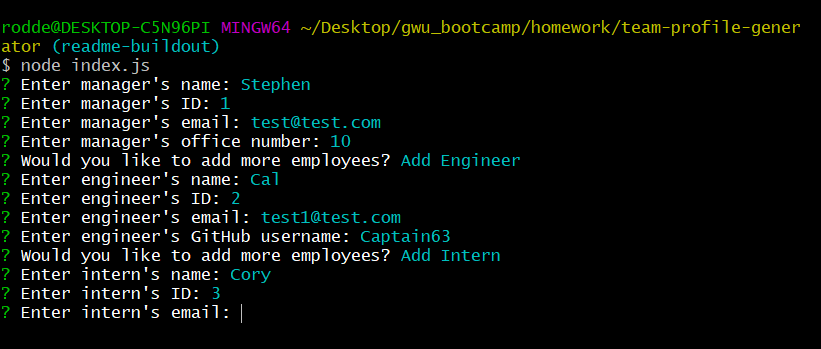 rodde@DESKTOP-C5N96PI MINGW64 ~/Desktop/gwu_bootcamp/homework/team-profile-gener
ator (readme-buildout)
$ node index.js
? Enter manager's name: Stephen
? Enter manager's ID: 1
? Enter manager's email: test@test.com
? Enter manager's office number: 10
? Would you like to add more employees? Add Engineer
? Enter engineer's name: Cal
? Enter engineer's ID: 2
? Enter engineer's email: test1@test.com
? Enter engineer's GitHub username: Captain63
? Would you like to add more employees? Add Intern
? Enter intern's name: Cory
? Enter intern's ID: 3
? Enter intern's email: